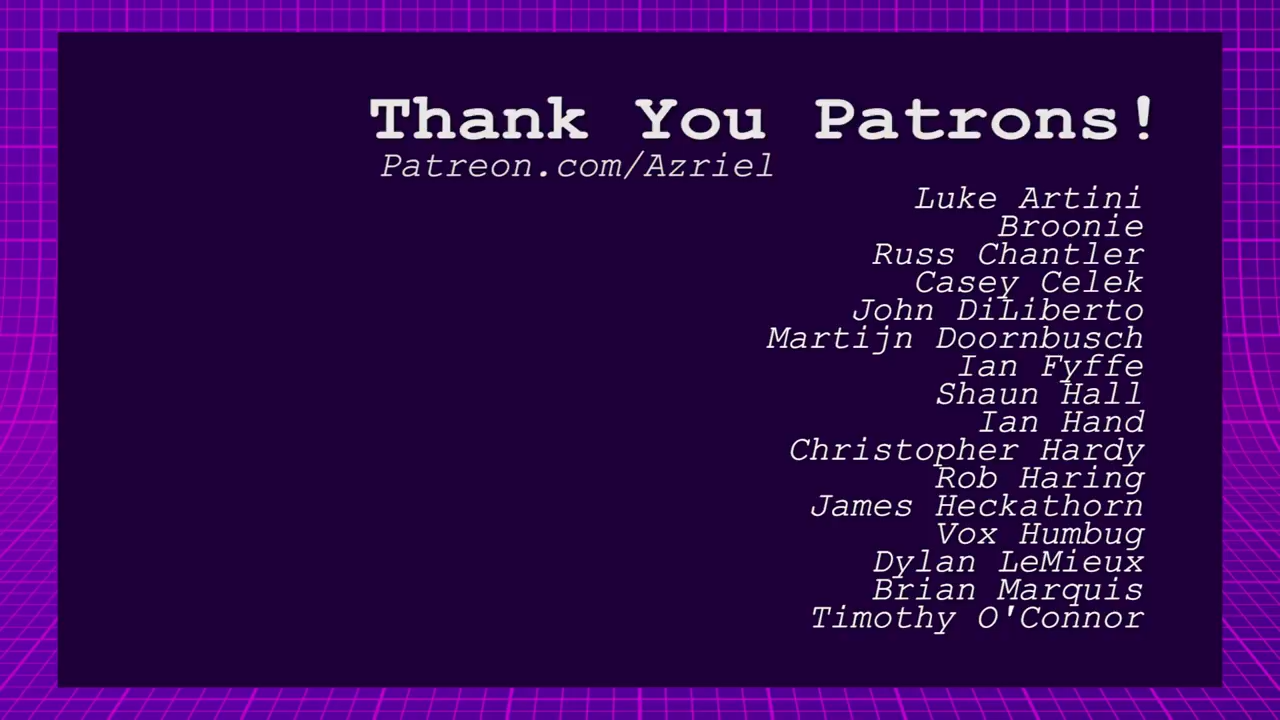 Thank You Patrons!
Patreon.com/Azriel
Luke Artini
Broonie
Russ Chantler
Casey Celek
John DiLiberto
Martijn Doornbusch
Ian Fyffe
Shaun Hall
Ian Hand
Christopher Hardy
Rob Haring
James Heckathorn
Vox Humbug
Dylan LeMieux
Brian Marquis
Timothy O'Connor